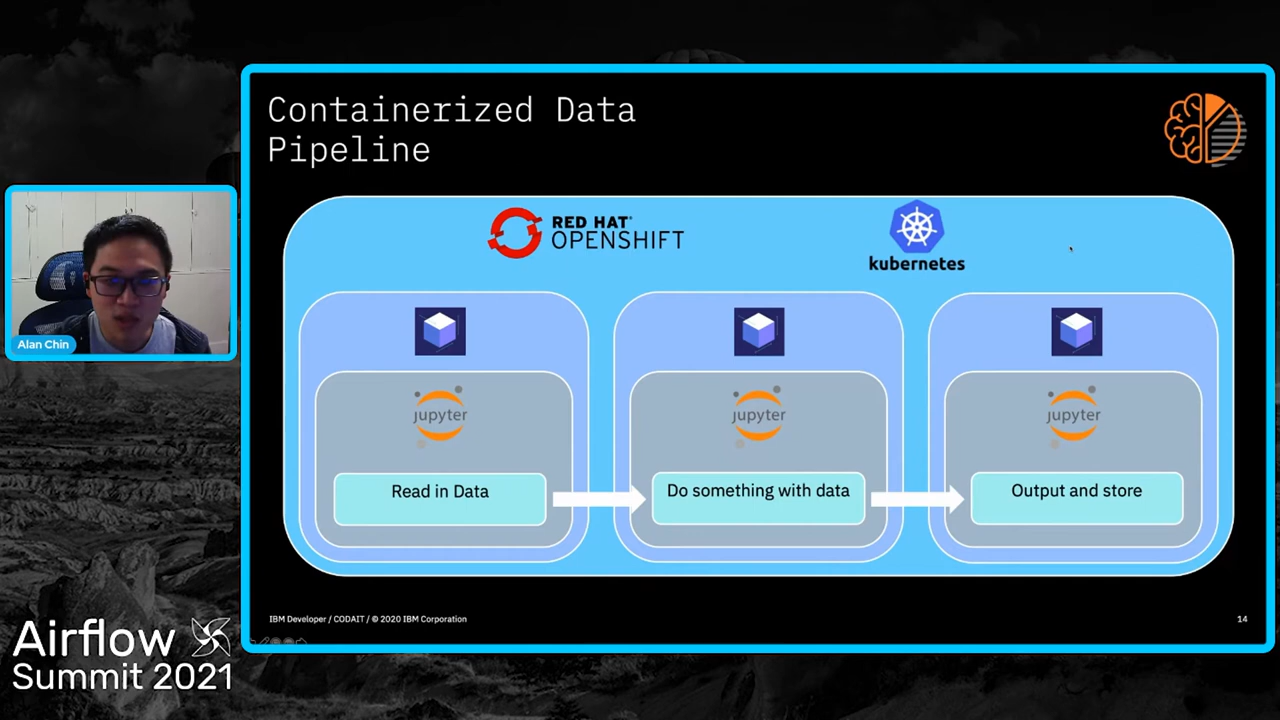 Containerized Data
Pipeline
RED HAT®
OPENSHIFT
kubernetes
jupyter
jupyter
jupyter
Read in Data
Do something with data
Output and store
Alan Chin
IBM Developer / CODAIT / © 2020 IBM Corporation
14
Airflow
Summit 2021